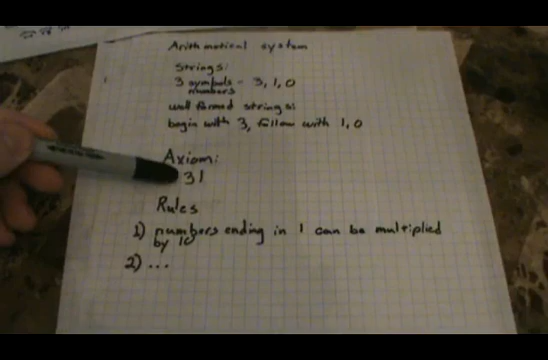 Arithmetical system
Strings:
3 symbols - 3, 1, 0
numbers
well formed strings:
begin with 3, follow with 1, 0
Axiom:
31
Rules
1) numbers ending in 1 can be multiplied
by 10
2) ...